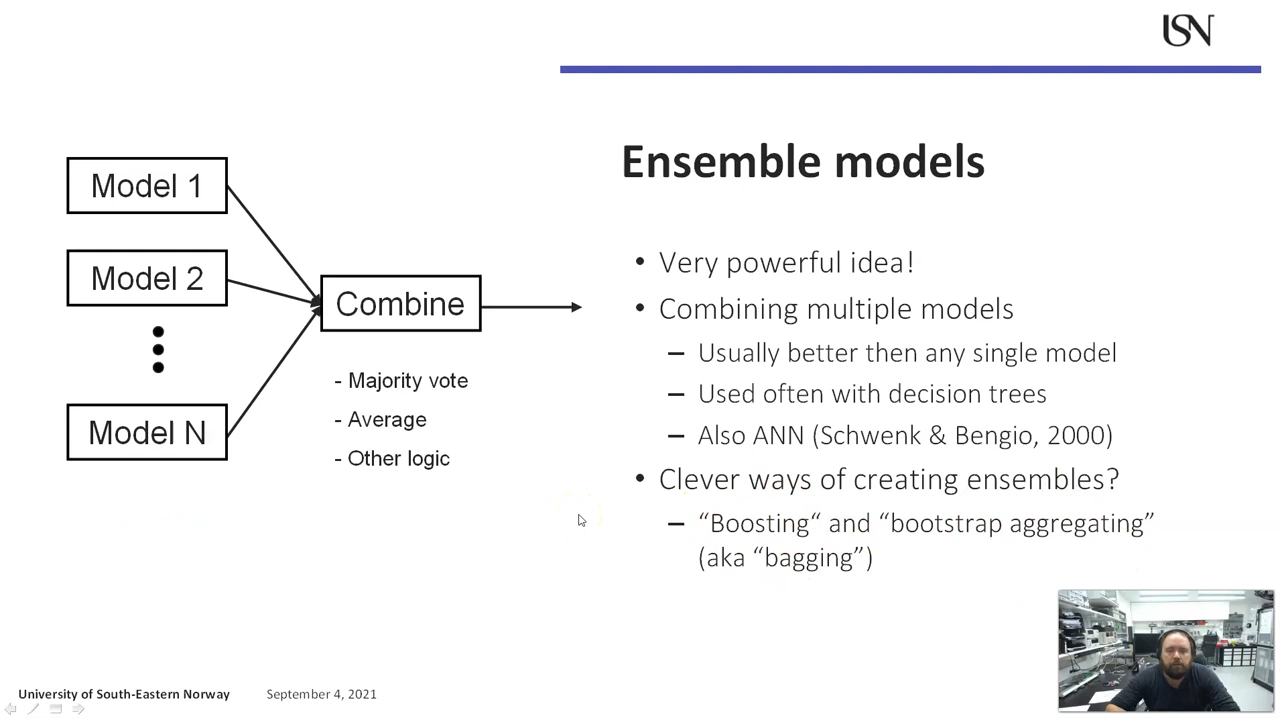 USN
Model 1
Model 2
Model N
Combine
- Majority vote
- Average
- Other logic
Ensemble models
• Very powerful idea!
• Combining multiple models
– Usually better then any single model
– Used often with decision trees
– Also ANN (Schwenk & Bengio, 2000)
• Clever ways of creating ensembles?
– “Boosting“ and “bootstrap aggregating”
(aka “bagging”)
University of South-Eastern Norway
September 4, 2021